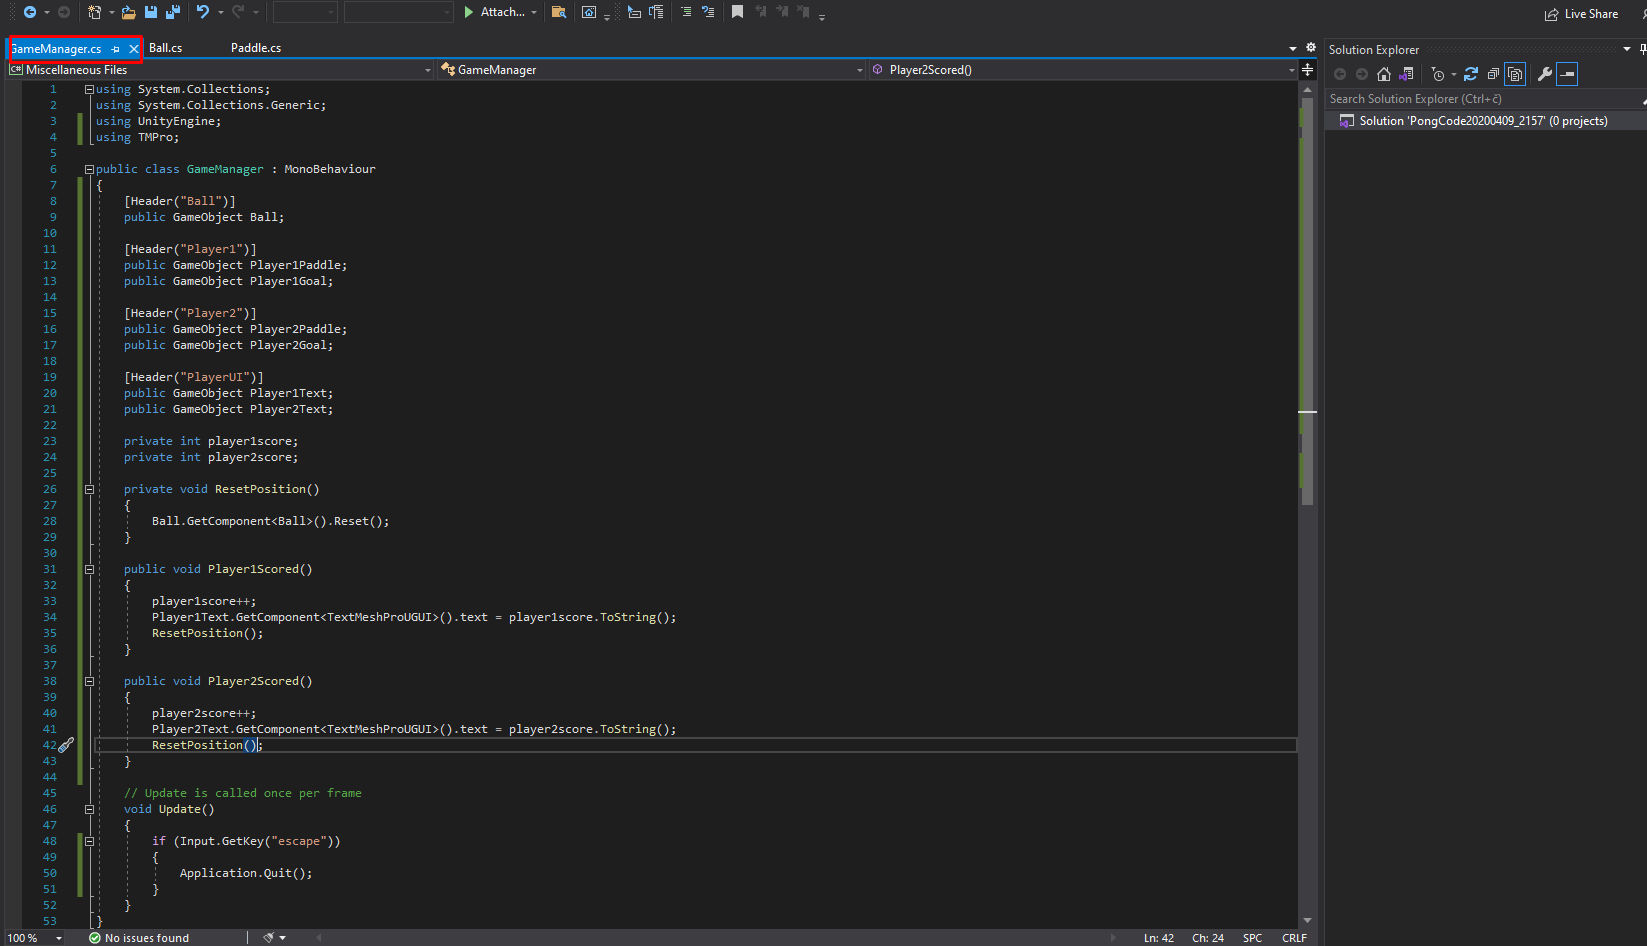 Attach...
Live Share
GameManager.cs
Ball.cs
Paddle.cs
Solution Explorer
C# Miscellaneous Files
GameManager
Player2Scored()
Search Solution Explorer (Ctrl+č)
Solution 'PongCode20200409_2157' (0 projects)
1 using System.Collections;
2 using System.Collections.Generic;
3 using UnityEngine;
4 using TMPro;
5
6 public class GameManager : MonoBehaviour
7 {
8 [Header("Ball")]
9 public GameObject Ball;
10
11 [Header("Player1")]
12 public GameObject Player1Paddle;
13 public GameObject Player1Goal;
14
15 [Header("Player2")]
16 public GameObject Player2Paddle;
17 public GameObject Player2Goal;
18
19 [Header("PlayerUI")]
20 public GameObject Player1Text;
21 public GameObject Player2Text;
22
23 private int player1score;
24 private int player2score;
25
26 private void ResetPosition()
27 {
28 Ball.GetComponent<Ball>().Reset();
29 }
30
31 public void Player1Scored()
32 {
33 player1score++;
34 Player1Text.GetComponent<TextMeshProUGUI>().text = player1score.ToString();
35 ResetPosition();
36 }
37
38 public void Player2Scored()
39 {
40 player2score++;
41 Player2Text.GetComponent<TextMeshProUGUI>().text = player2score.ToString();
42 ResetPosition();
43 }
44
45 // Update is called once per frame
46 void Update()
47 {
48 if (Input.GetKey("escape"))
49 {
50 Application.Quit();
51 }
52 }
53 }
100 %
No issues found
Ln: 42 Ch: 24 SPC CRLF